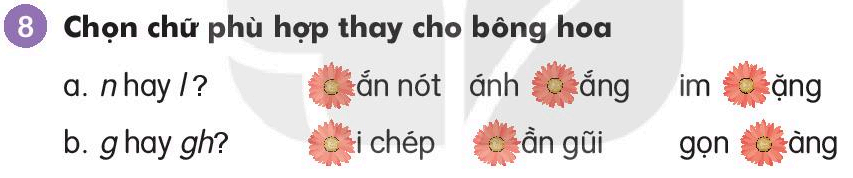 8 Chọn chữ phù hợp thay cho bông hoa
a. n hay l? ắn nót ánh ắng im ặng
b. g hay gh? i chép ần gũi gọn àng